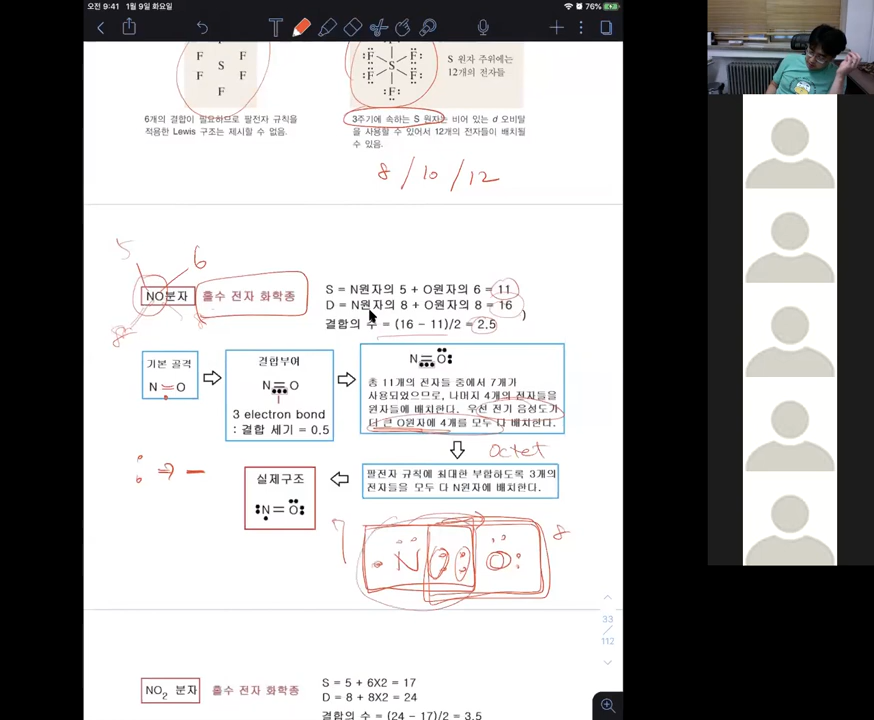 오전 9:41 1월 9일 화요일
76%
F
F F
S
F F
F
F
F F
S
F F
F
S 원자 주위에는
12개의 전자들
6개의 결합이 필요하므로 팔전자 규칙을
적용한 Lewis 구조는 제시할 수 없음.
3주기에 속하는 S 원자는 비어 있는 d 오비탈
을 사용할 수 있어서 12개의 전자들이 배치될
수 있음.
8 / 10 / 12
5
6
NO분자
홀수 전자 화학종
8
S = N원자의 5 + O원자의 6 = 11
D = N원자의 8 + O원자의 8 = 16
결합의 수 = (16 - 11)/2 = 2.5
)
기본 골격
N O
결합부여
N O
3 electron bond
: 결합 세기 = 0.5
N O:
총 11개의 전자들 중에서 7개가
사용되었으므로, 나머지 4개의 전자들을
원자들에 배치한다. 우선 전기 음성도가
더 큰 O원자에 4개를 모두 다 배치한다.
octet
: ⇒ −
실제구조
:N = O:
팔전자 규칙에 최대한 부합하도록 3개의
전자들을 모두 다 N원자에 배치한다.
7
N O
8
33
/
112
NO2 분자
홀수 전자 화학종
S = 5 + 6X2 = 17
D = 8 + 8X2 = 24
결합의 수 = (24 - 17)/2 = 3.5